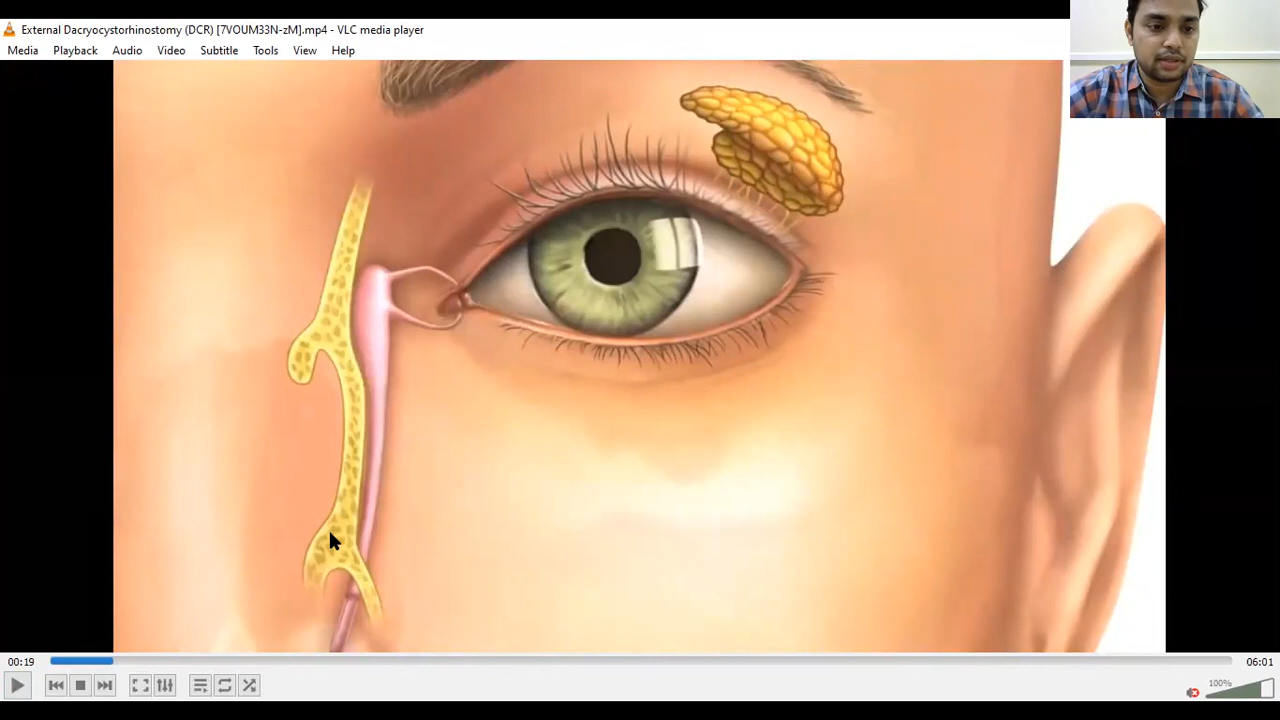 External Dacryocystorhinostomy (DCR) [7VOUM33N-zM].mp4 - VLC media player
Media Playback Audio Video Subtitle Tools View Help
00:19 06:01
100%